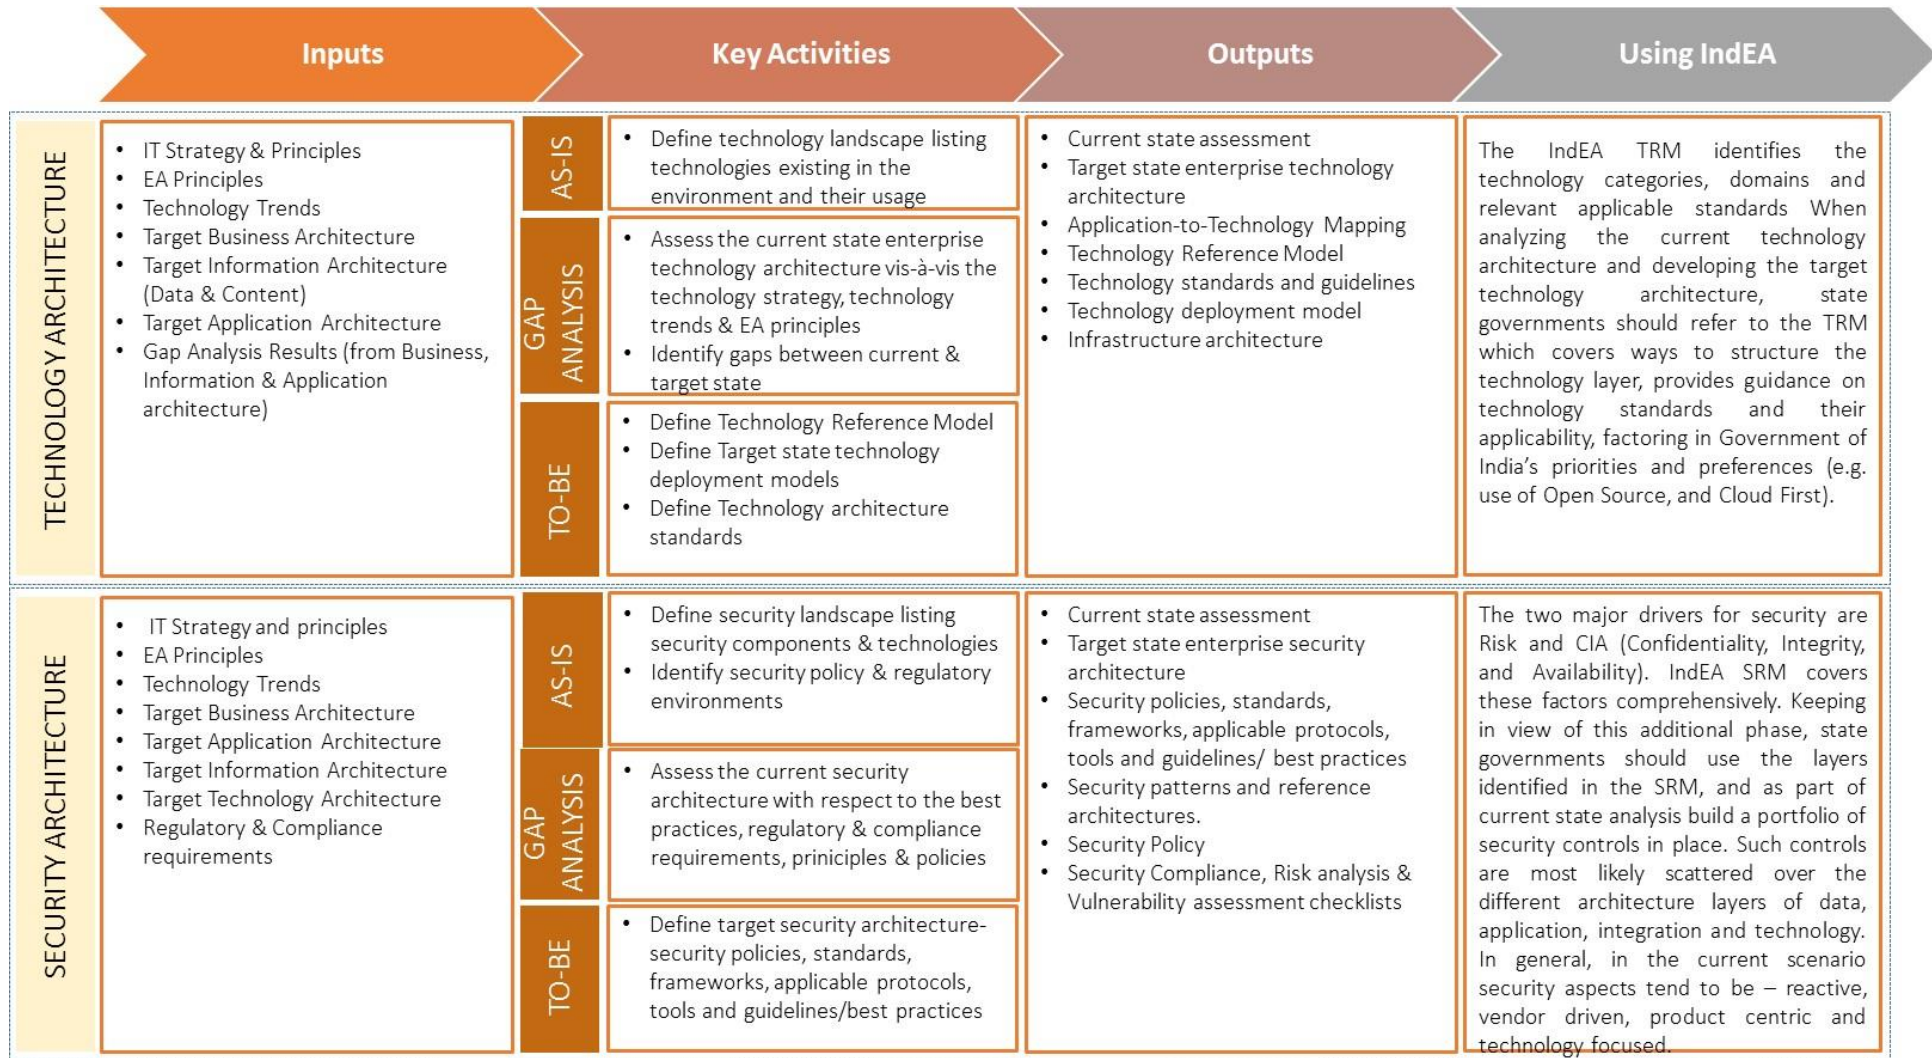 Inputs
Key Activities
Outputs
Using IndEA
TECHNOLOGY ARCHITECTURE
• IT Strategy & Principles
• EA Principles
• Technology Trends
• Target Business Architecture
• Target Information Architecture
(Data & Content)
• Target Application Architecture
• Gap Analysis Results (from Business,
Information & Application
architecture)
AS-IS
• Define technology landscape listing
technologies existing in the
environment and their usage
GAP
ANALYSIS
• Assess the current state enterprise
technology architecture vis-à-vis the
technology strategy, technology
trends & EA principles
• Identify gaps between current &
target state
TO-BE
• Define Technology Reference Model
• Define Target state technology
deployment models
• Define Technology architecture
standards
• Current state assessment
• Target state enterprise technology
architecture
• Application-to-Technology Mapping
• Technology Reference Model
• Technology standards and guidelines
• Technology deployment model
• Infrastructure architecture
The IndEA TRM identifies the
technology categories, domains and
relevant applicable standards When
analyzing the current technology
architecture and developing the target
technology architecture, state
governments should refer to the TRM
which covers ways to structure the
technology layer, provides guidance on
technology standards and their
applicability, factoring in Government of
India's priorities and preferences (e.g.
use of Open Source, and Cloud First).
SECURITY ARCHITECTURE
• IT Strategy and principles
• EA Principles
• Technology Trends
• Target Business Architecture
• Target Application Architecture
• Target Information Architecture
• Target Technology Architecture
• Regulatory & Compliance
requirements
AS-IS
• Define security landscape listing
security components & technologies
• Identify security policy & regulatory
environments
GAP
ANALYSIS
• Assess the current security
architecture with respect to the best
practices, regulatory & compliance
requirements, priniciples & policies
TO-BE
• Define target security architecture-
security policies, standards,
frameworks, applicable protocols,
tools and guidelines/best practices
• Current state assessment
• Target state enterprise security
architecture
• Security policies, standards,
frameworks, applicable protocols,
tools and guidelines/ best practices
• Security patterns and reference
architectures.
• Security Policy
• Security Compliance, Risk analysis &
Vulnerability assessment checklists
The two major drivers for security are
Risk and CIA (Confidentiality, Integrity,
and Availability). IndEA SRM covers
these factors comprehensively. Keeping
in view of this additional phase, state
governments should use the layers
identified in the SRM, and as part of
current state analysis build a portfolio of
security controls in place. Such controls
are most likely scattered over the
different architecture layers of data,
application, integration and technology.
In general, in the current scenario
security aspects tend to be – reactive,
vendor driven, product centric and
technology focused.